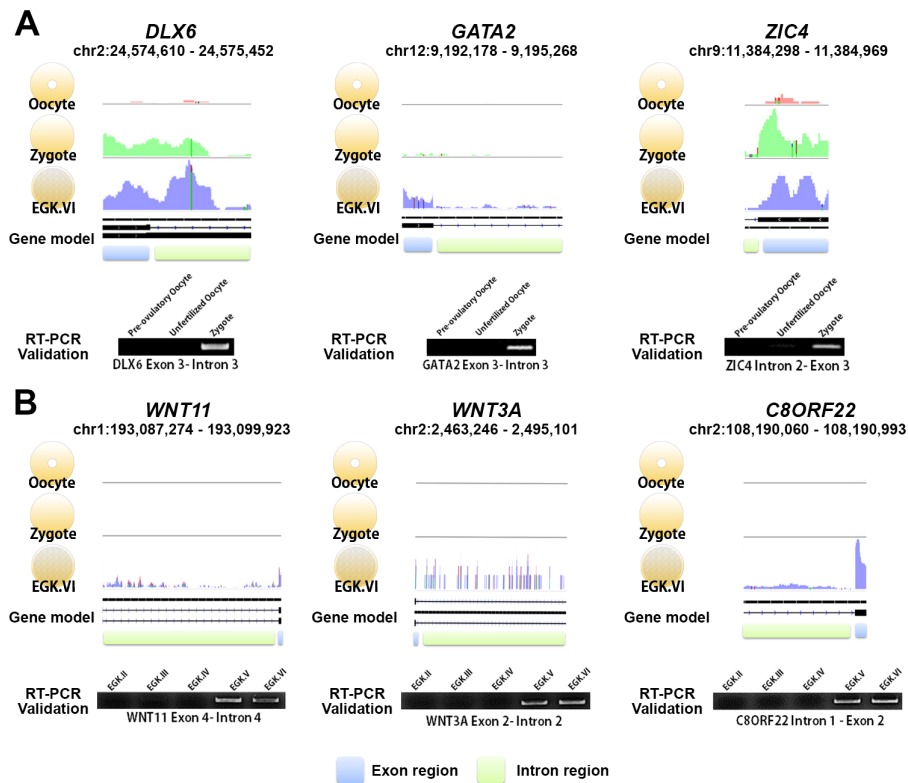 A
DLX6
chr2:24,574,610 - 24,575,452
GATA2
chr12:9,192,178 - 9,195,268
ZIC4
chr9:11,384,298 - 11,384,969
Oocyte
Zygote
EGK.VI
Gene model
Oocyte
Zygote
EGK.VI
Gene model
Oocyte
Zygote
EGK.VI
Gene model
RT-PCR
Validation
Pre-ovulatory Oocyte
Unfertilized Oocyte
Zygote
DLX6 Exon 3- Intron 3
RT-PCR
Validation
Pre-ovulatory Oocyte
Unfertilized Oocyte
Zygote
GATA2 Exon 3- Intron 3
RT-PCR
Validation
Pre-ovulatory Oocyte
Unfertilized Oocyte
Zygote
ZIC4 Intron 2- Exon 3
B
WNT11
chr1:193,087,274 - 193,099,923
WNT3A
chr2:2,463,246 - 2,495,101
C8ORF22
chr2:108,190,060 - 108,190,993
Oocyte
Zygote
EGK.VI
Gene model
Oocyte
Zygote
EGK.VI
Gene model
Oocyte
Zygote
EGK.VI
Gene model
RT-PCR
Validation
EGK.II
EGK.III
EGK.IV
EGK.V
EGK.VI
WNT11 Exon 4- Intron 4
RT-PCR
Validation
EGK.II
EGK.III
EGK.IV
EGK.V
EGK.VI
WNT3A Exon 2- Intron 2
RT-PCR
Validation
EGK.II
EGK.III
EGK.IV
EGK.V
EGK.VI
C8ORF22 Intron 1 - Exon 2
Exon region
Intron region